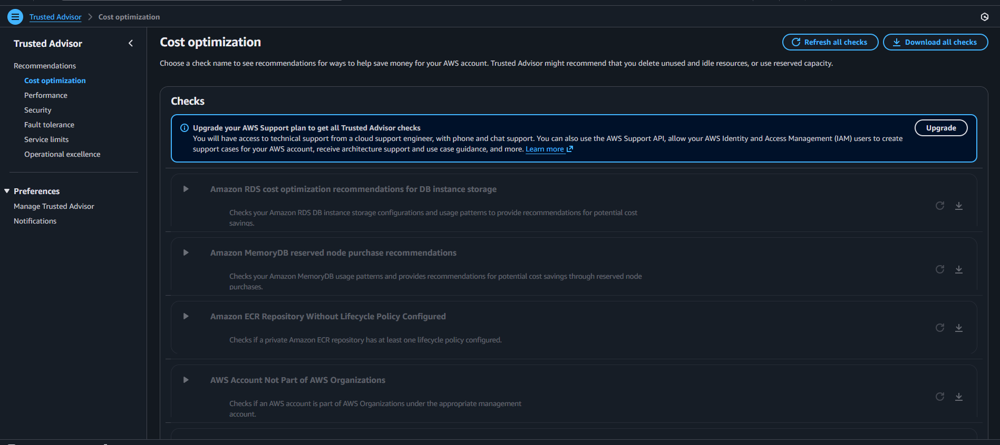 Trusted Advisor
Cost optimization
Trusted Advisor
Recommendations
Cost optimization
Performance
Security
Fault tolerance
Service limits
Operational excellence
Preferences
Manage Trusted Advisor
Notifications
Cost optimization
Refresh all checks
Download all checks
Choose a check name to see recommendations for ways to help save money for your AWS account. Trusted Advisor might recommend that you delete unused and idle resources, or use reserved capacity.
Checks
Upgrade your AWS Support plan to get all Trusted Advisor checks
You will have access to technical support from a cloud support engineer, with phone and chat support. You can also use the AWS Support API, allow your AWS Identity and Access Management (IAM) users to create
support cases for your AWS account, receive architecture support and use case guidance, and more. Learn more
Upgrade
Amazon RDS cost optimization recommendations for DB instance storage
Checks your Amazon RDS DB instance storage configurations and usage patterns to provide recommendations for potential cost
savings.
Amazon MemoryDB reserved node purchase recommendations
Checks your Amazon MemoryDB usage patterns and provides recommendations for potential cost savings through reserved node
purchases.
Amazon ECR Repository Without Lifecycle Policy Configured
Checks if a private Amazon ECR repository has at least one lifecycle policy configured.
AWS Account Not Part of AWS Organizations
Checks if an AWS account is part of AWS Organizations under the appropriate management
account.